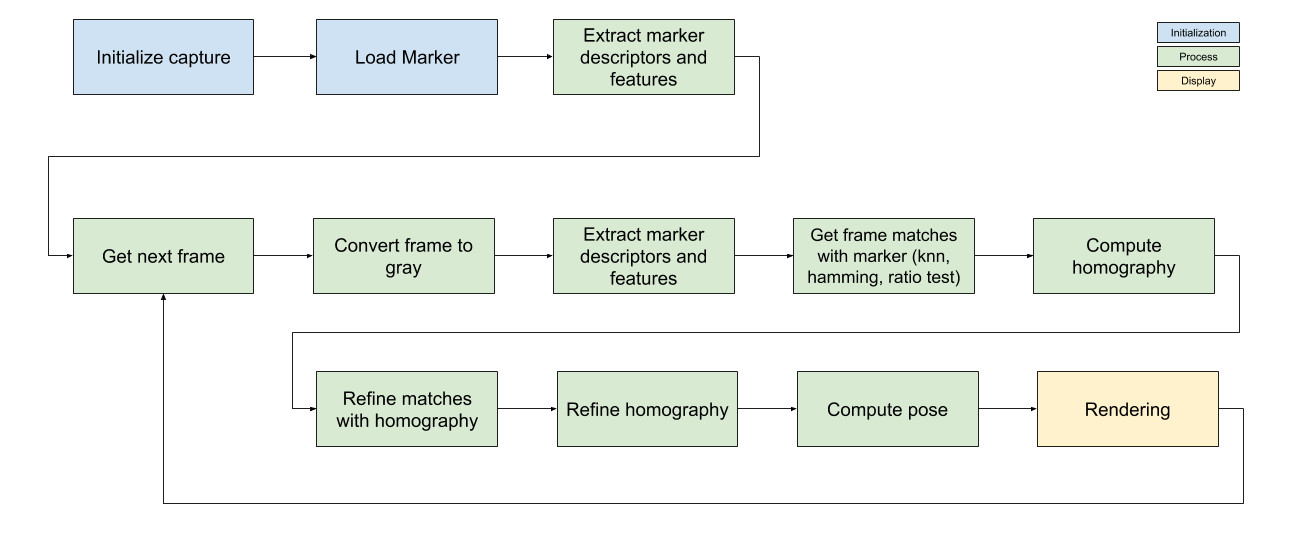 Initialize capture
Load Marker
Extract marker
descriptors and
features
Initialization
Process
Display
Get next frame
Convert frame to
gray
Extract marker
descriptors and
features
Get frame matches
with marker (knn,
hamming, ratio test)
Compute
homography
Refine matches
with homography
Refine homography
Compute pose
Rendering